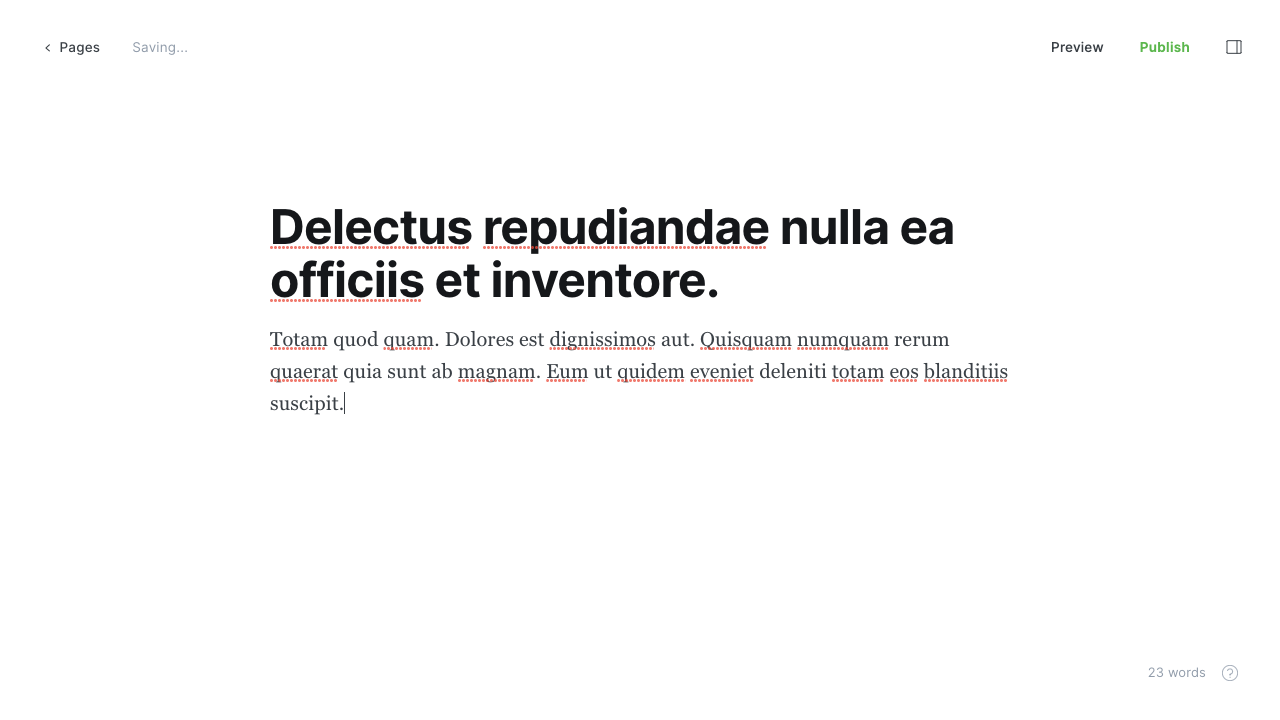 Pages
Saving...
Preview
Publish
Delectus repudiandae nulla ea
officiis et inventore.
Totam quod quam. Dolores est dignissimos aut. Quisquam numquam rerum
quaerat quia sunt ab magnam. Eum ut quidem eveniet deleniti totam eos blanditiis
suscipit.
23 words